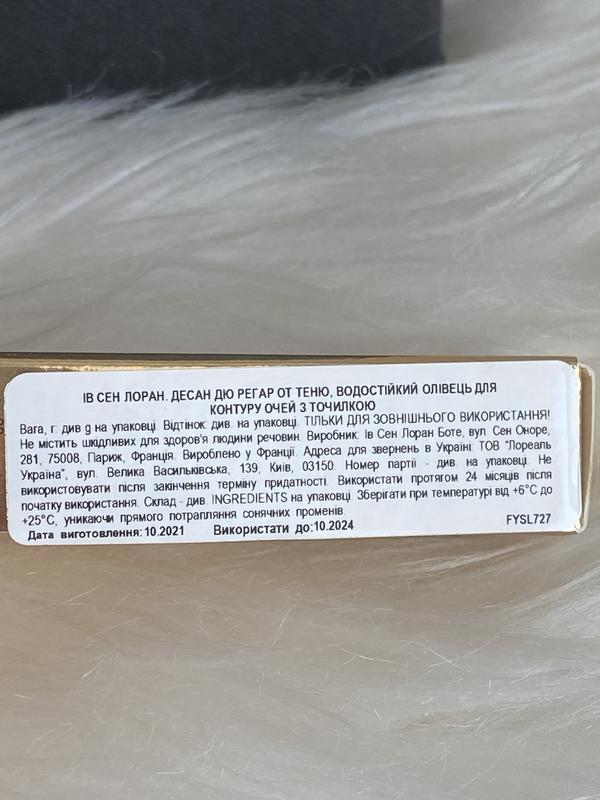 ІВ СЕН ЛОРАН. ДЕСАН ДЮ РЕГАР ОТ ТЕНЮ, ВОДОСТІЙКИЙ ОЛІВЕЦЬ ДЛЯ
КОНТУРУ ОЧЕЙ З ТОЧИЛКОЮ
Вага, г: див g на упаковці. Відтінок: див. на упаковці. ТІЛЬКИ ДЛЯ ЗОВНІШНЬОГО ВИКОРИСТАННЯ!
Не містить шкідливих для здоров'я людини речовин. Виробник: Ів Сен Лоран Боте, вул. Сен Оноре,
281, 75008, Париж, Франція. Вироблено у Франції. Адреса для звернень в Україні: ТОВ "Лореаль
Україна", вул. Велика Васильківська, 139, Київ, 03150. Номер партії - див. на упаковці. Не
використовувати після закінчення терміну придатності. Використати протягом 24 місяців після
початку використання. Склад - див. INGREDIENTS на упаковці. Зберігати при температурі від +6°С до
+25°С, уникаючи прямого потрапляння сонячних променів.
Дата виготовлення:10.2021 Використати до:10.2024 FYSL727